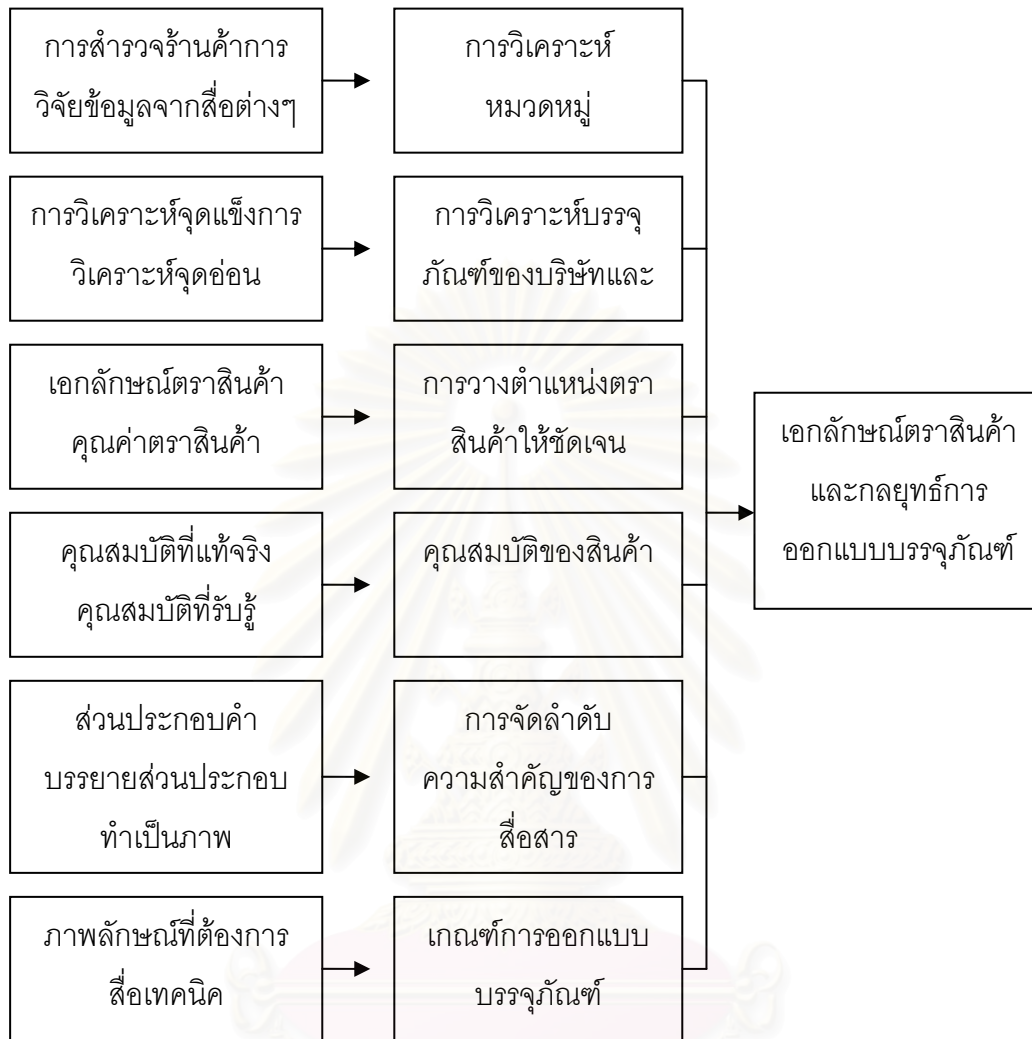 การสำรวจร้านค้าการ
วิจัยข้อมูลจากสื่อต่างๆ
การวิเคราะห์
หมวดหมู่
การวิเคราะห์จุดแข็งการ
วิเคราะห์จุดอ่อน
การวิเคราะห์บรรจุ
ภัณฑ์ของบริษัทและ
เอกลักษณ์ตราสินค้า
คุณค่าตราสินค้า
การวางตำแหน่งตรา
สินค้าให้ชัดเจน
คุณสมบัติที่แท้จริง
คุณสมบัติที่รับรู้
คุณสมบัติของสินค้า
ส่วนประกอบคำ
บรรยายส่วนประกอบ
ทำเป็นภาพ
การจัดลำดับ
ความสำคัญของการ
สื่อสาร
ภาพลักษณ์ที่ต้องการ
สื่อเทคนิค
เกณฑ์การออกแบบ
บรรจุภัณฑ์
เอกลักษณ์ตราสินค้า
และกลยุทธ์การ
ออกแบบบรรจุภัณฑ์